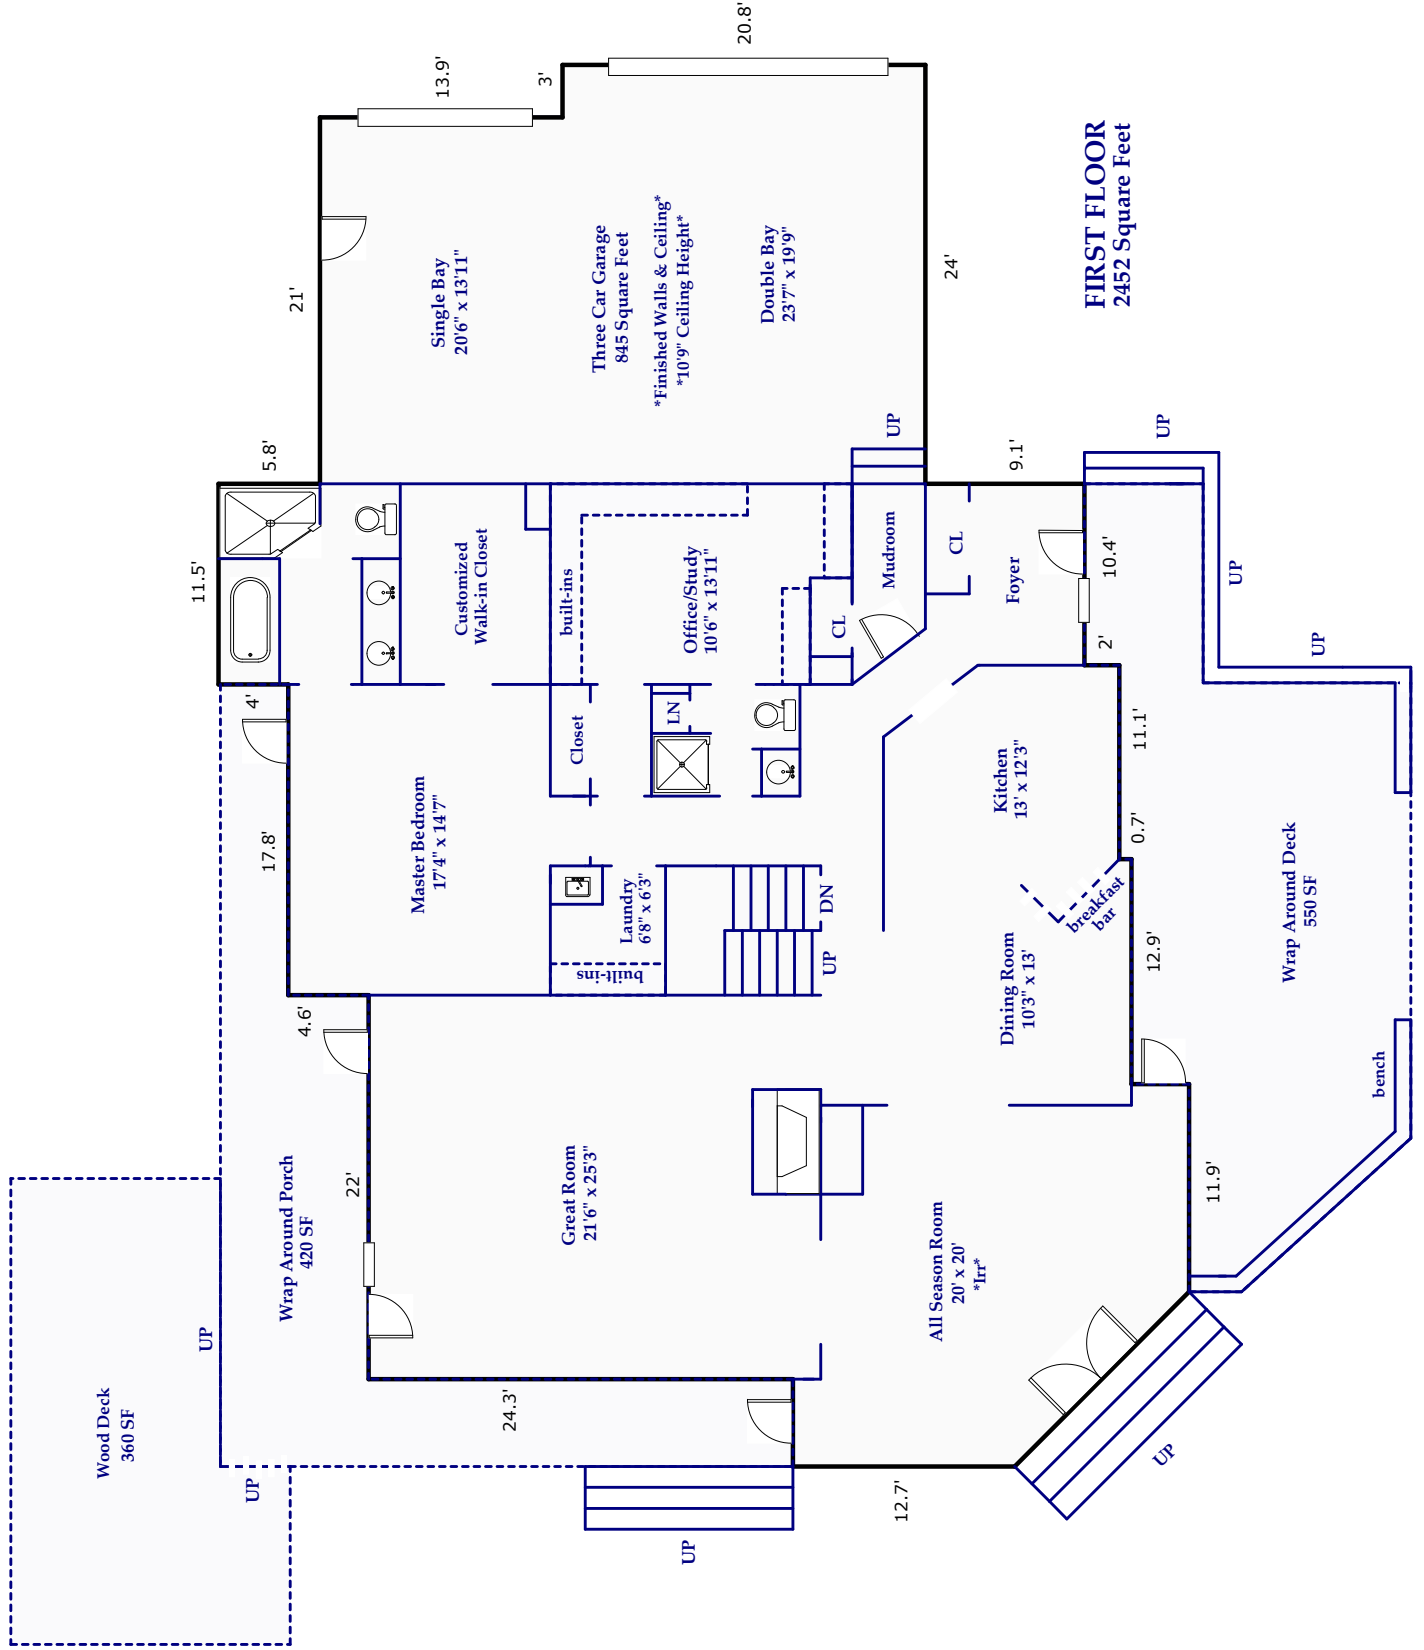 Wood Deck
360 SF
UP
UP
Wrap Around Porch
420 SF
22'
4.6'
17.8'
4'
11.5'
5.8'
21'
13.9'
3'
20.8'
24'
9.1'
10.4'
2'
11.1'
0.7'
12.9'
11.9'
12.7'
24.3'
Single Bay
20'6" x 13'11"
Three Car Garage
845 Square Feet
*Finished Walls & Ceiling*
*10'9" Ceiling Height*
Double Bay
23'7" x 19'9"
UP
FIRST FLOOR
2452 Square Feet
Customized
Walk-in Closet
built-ins
Office/Study
10'6" x 13'11"
CL
Mudroom
CL
Foyer
UP
UP
UP
Master Bedroom
17'4" x 14'7"
Closet
LN
Laundry
6'8" x 6'3"
built-ins
DN
UP
Kitchen
13' x 12'3"
breakfast
bar
Dining Room
10'3" x 13'
Great Room
21'6" x 25'3"
All Season Room
20' x 20'
*Irr*
Wrap Around Deck
550 SF
bench
UP
UP